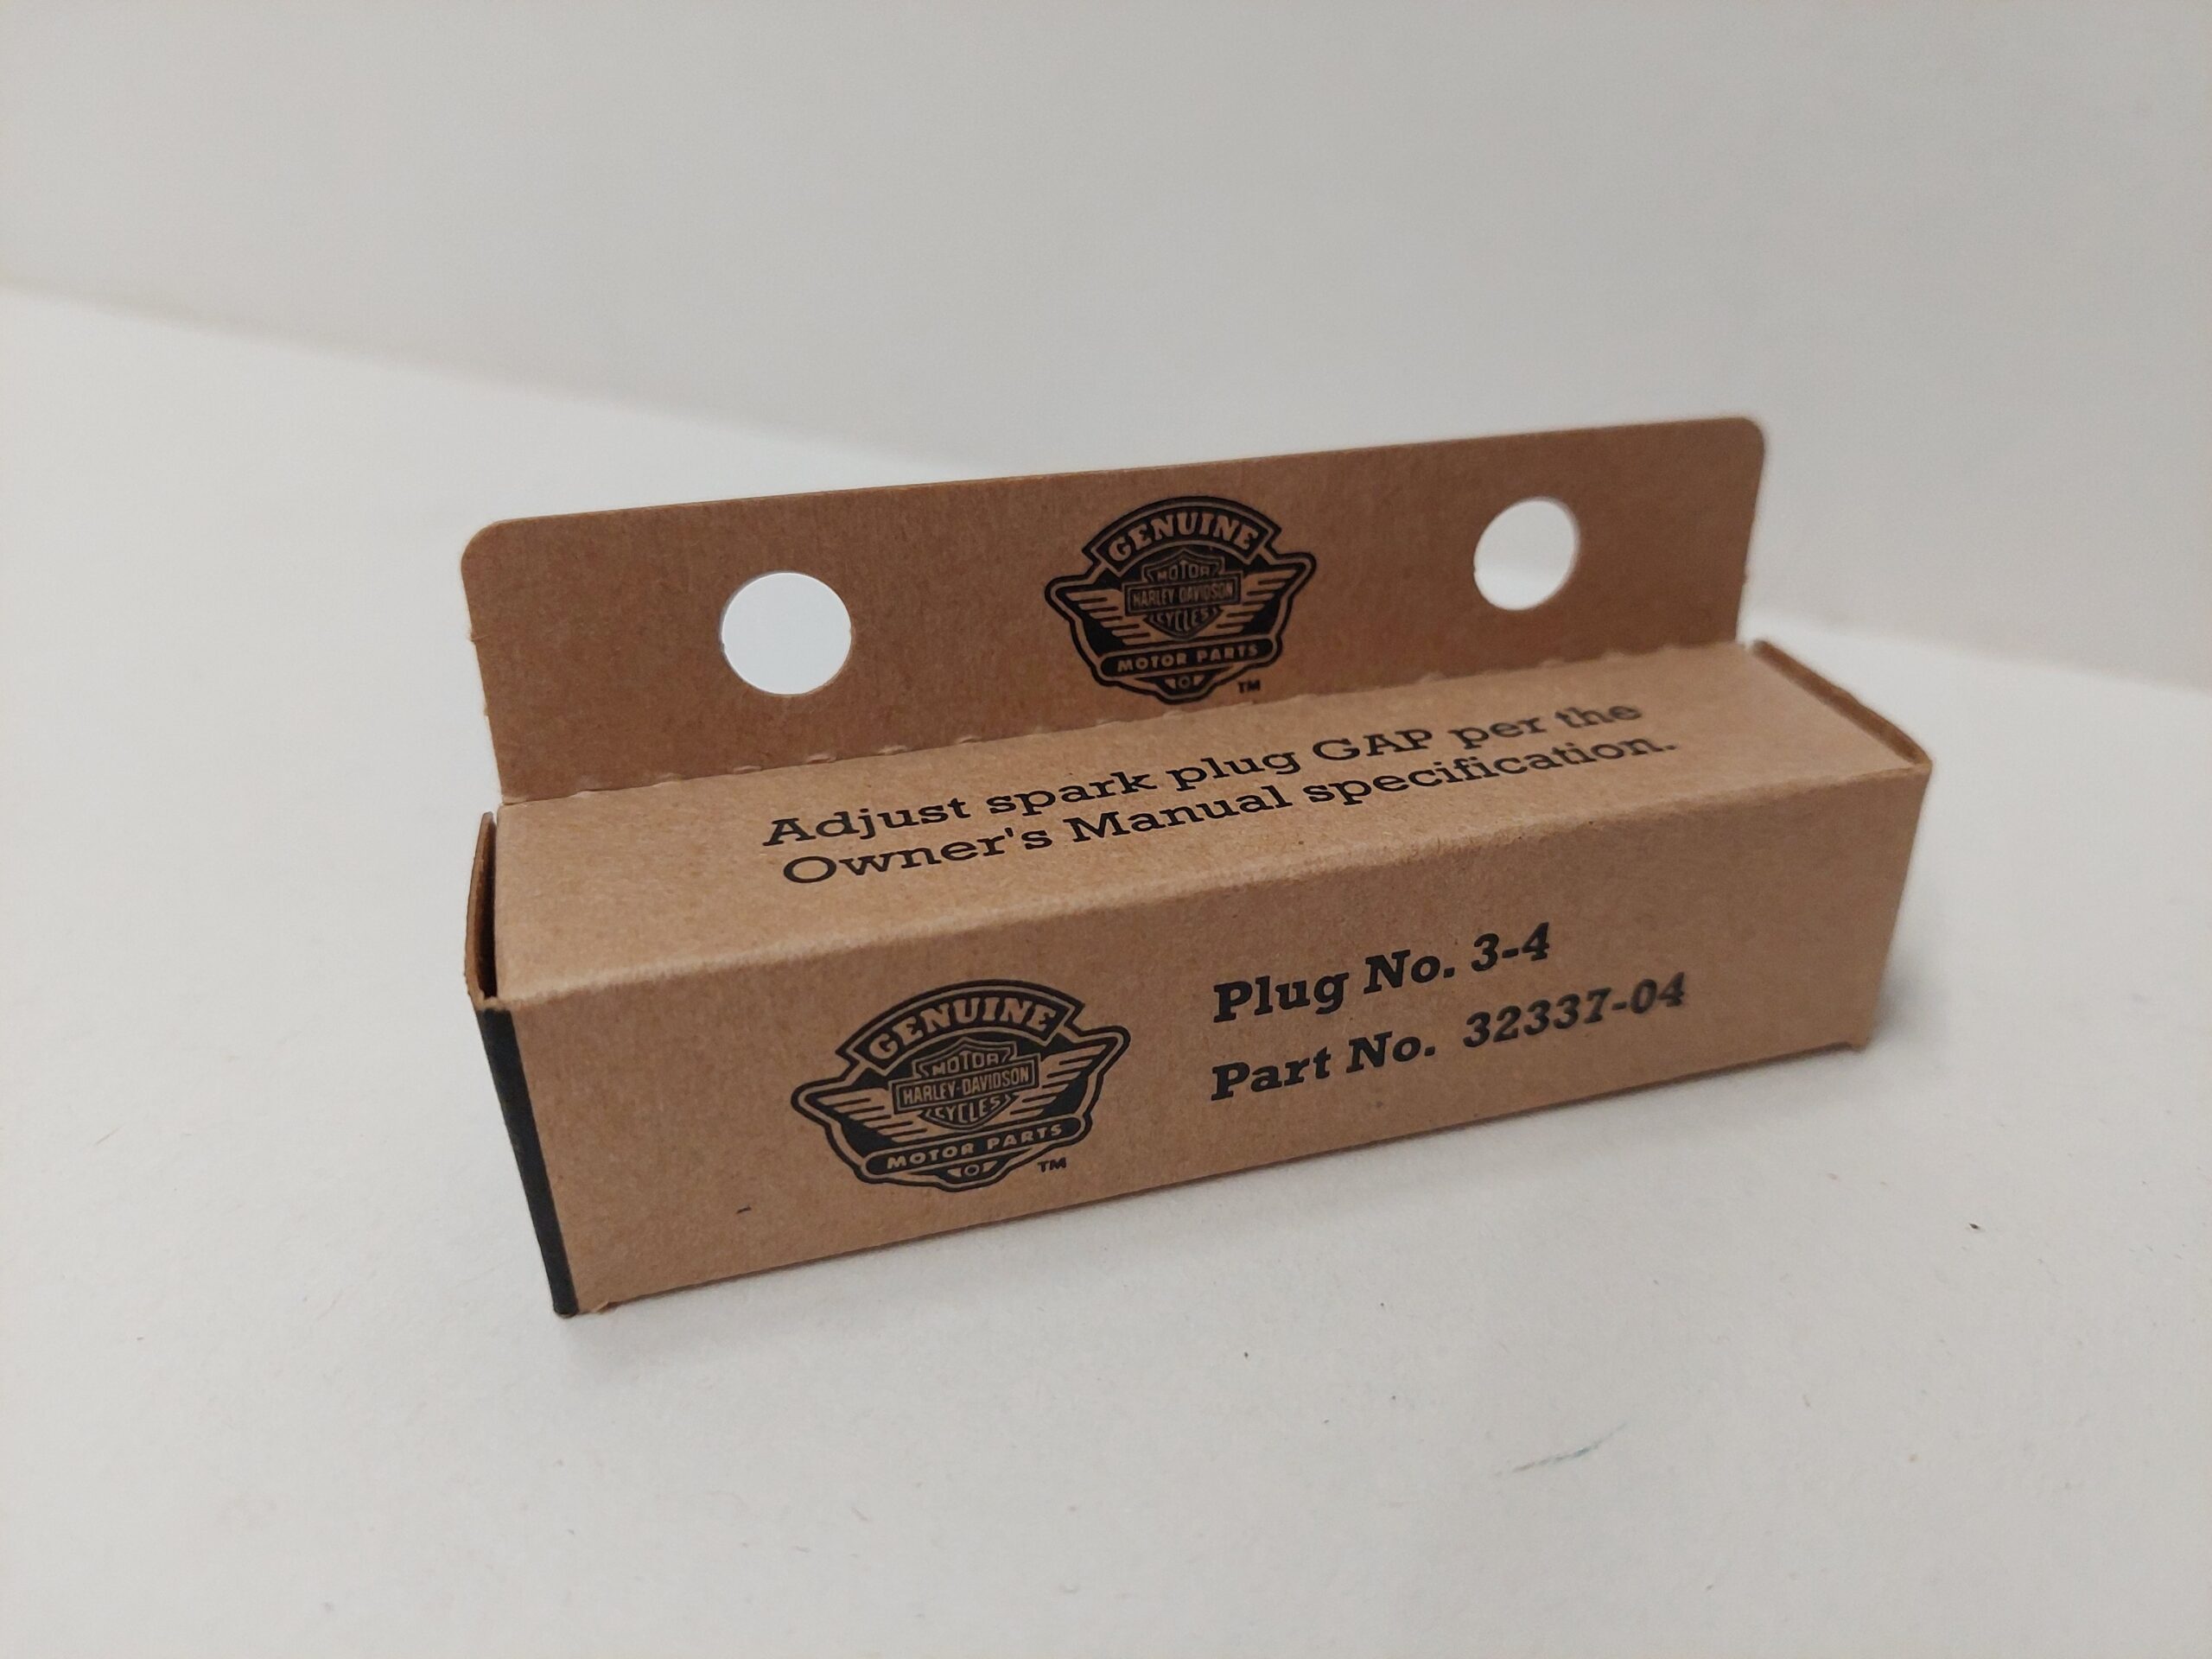 GENUINE
MOTOR
HARLEY-DAVIDSON
CYCLES
MOTOR PARTS
TM
Adjust spark plug GAP per the
Owner's Manual specification.
GENUINE
MOTOR
HARLEY-DAVIDSON
CYCLES
MOTOR PARTS
TM
Plug No. 3-4
Part No. 32337-04